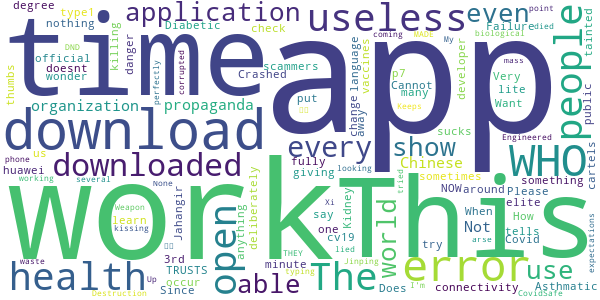 degree
nothing
application
useless
even
type1
Diabetic
killing
danger
check
Failure
died
point
DND
official
doesnt
wonder
Crashed
corrupted
scammers
perfectly
thumbs
time
app
coming
NAME
My
mass
biological
vaccines
language
developer
tainted
people
organization
propaganda
put
change
way
p7
Cannot
many
lite
Very
Want
public
download
every
show
sucks
Keeps
Engineered
WHO
cartels
phone
kissing
huawei
us
downloaded
fully
giving
looking
Chinese
sometimes
something
work
This
working
several
None
Weapon
open
anything
deliberately
Jahangir
learn
Kidney
say
Xi
one
cv19
lied
world
tried
NOW
around
elite
Please
When
How
Not
tells
Covid
expectations
health
able
3rd
TRUSTS
Since
occur
Up
THEY
minute
typing
Does
Jinping
The
try
I'm
error
arse
connectivity
use
Asthmatic
CovidSafe
waste
Destruction